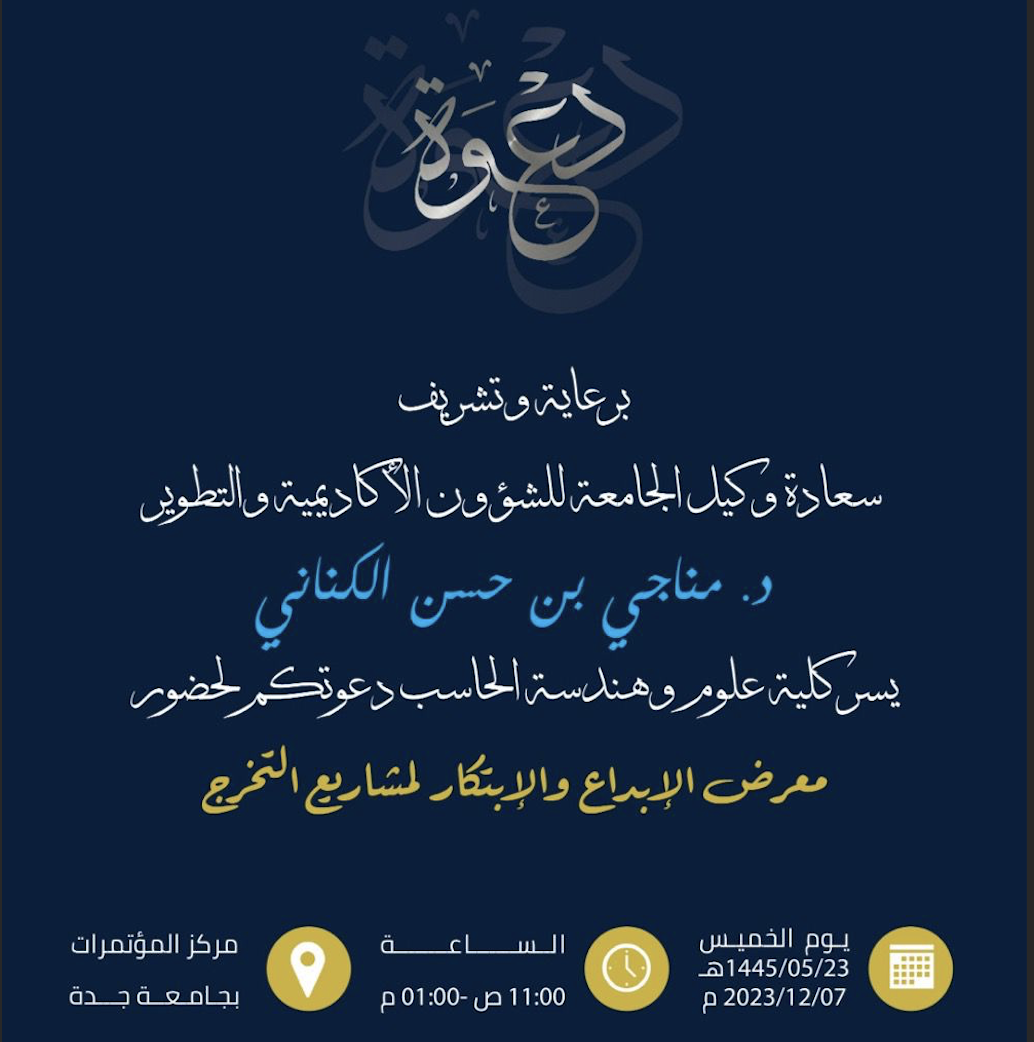 دعوة
برعاية وتشريف
سعادة وكيل الجامعة للشؤون الأكاديمية والتطوير
د. مناجي بن حسن الكناني
يسر كلية علوم وهندسة الحاسب دعوتكم لحضور
معرض الإبداع والإبتكار لمشاريع التخرج
يوم الخميس
1445/05/23هـ
2023/12/07 م
الســـاعـــة
11:00 ص -01:00 م
مركز المؤتمرات
بجامعة جدة